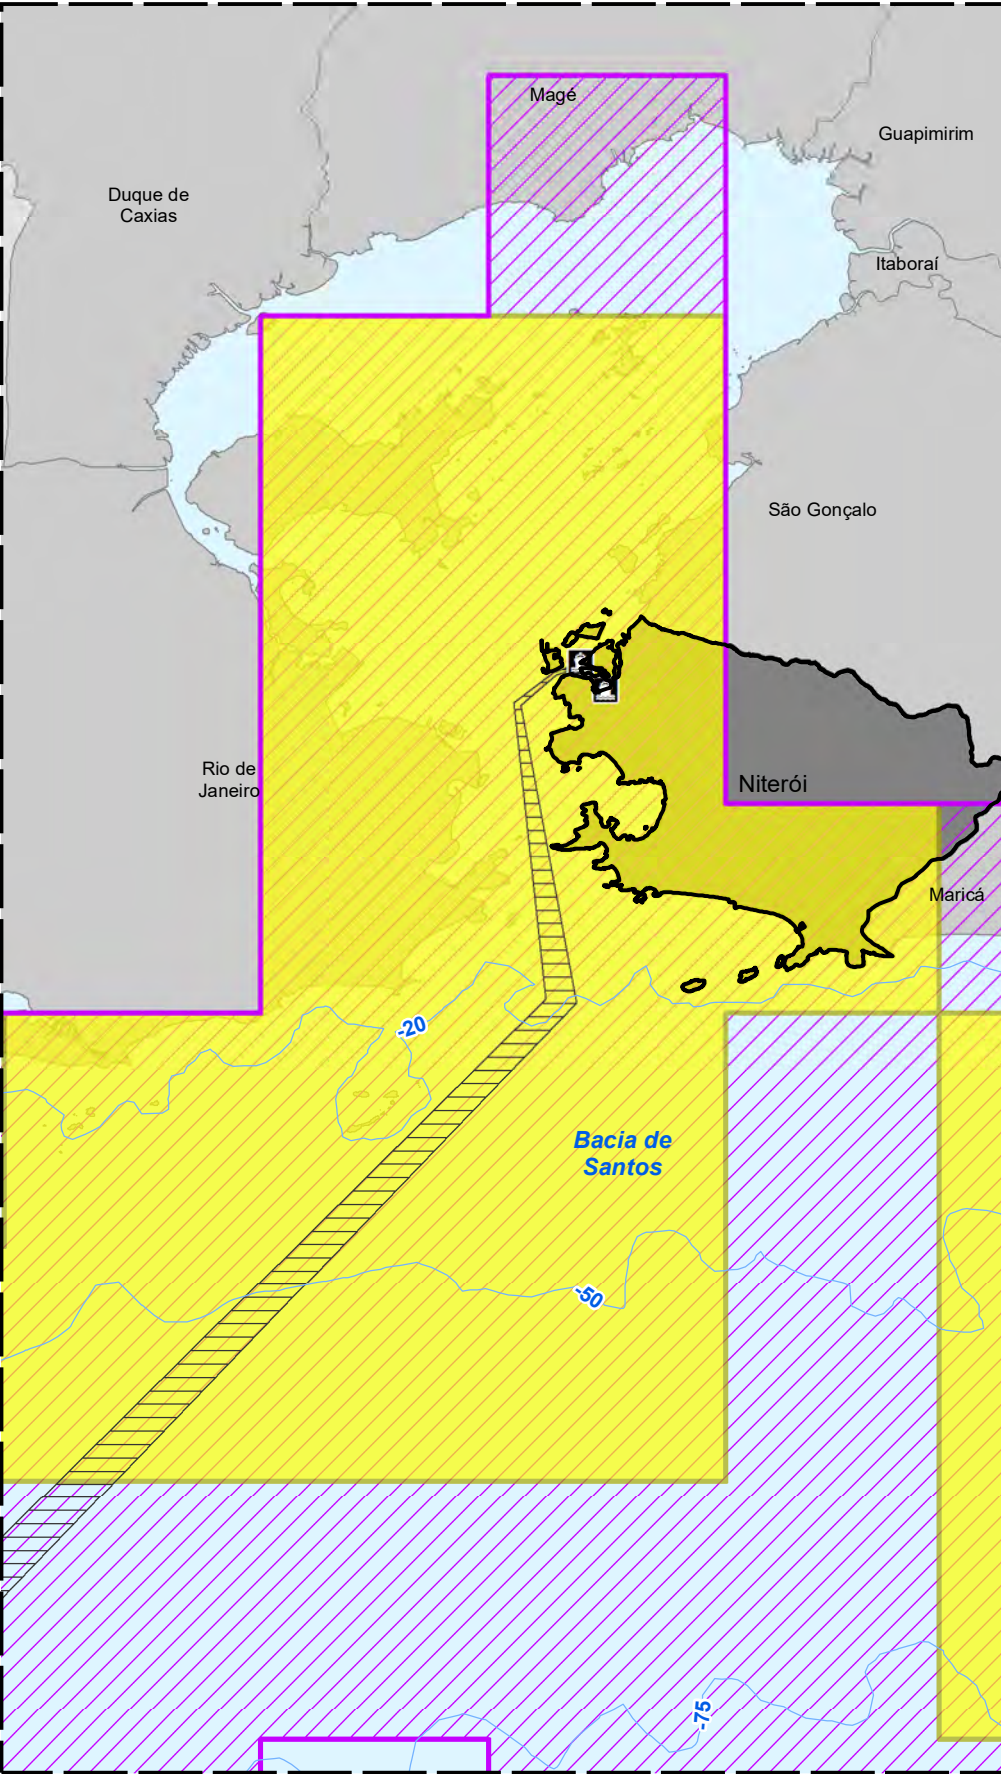 Magé
Guapimirim
Duque de
Caxias
Itaboraí
São Gonçalo
Rio de
Janeiro
Niterói
Maricá
-20
Bacia de
Santos
-50
-75